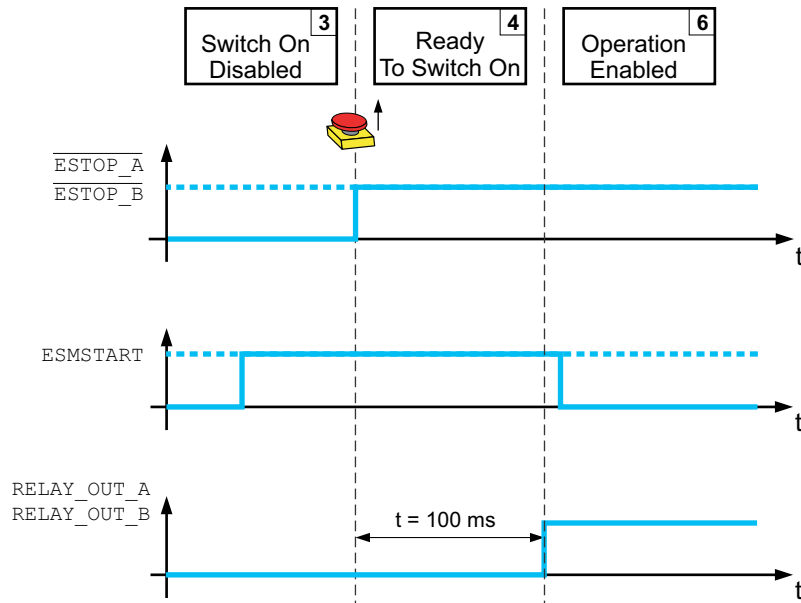 3
Switch On
Disabled
4
Ready
To Switch On
6
Operation
Enabled
ESTOP_A
ESTOP_B
t
ESMSTART
t
RELAY_OUT_A
RELAY_OUT_B
t = 100 ms
t